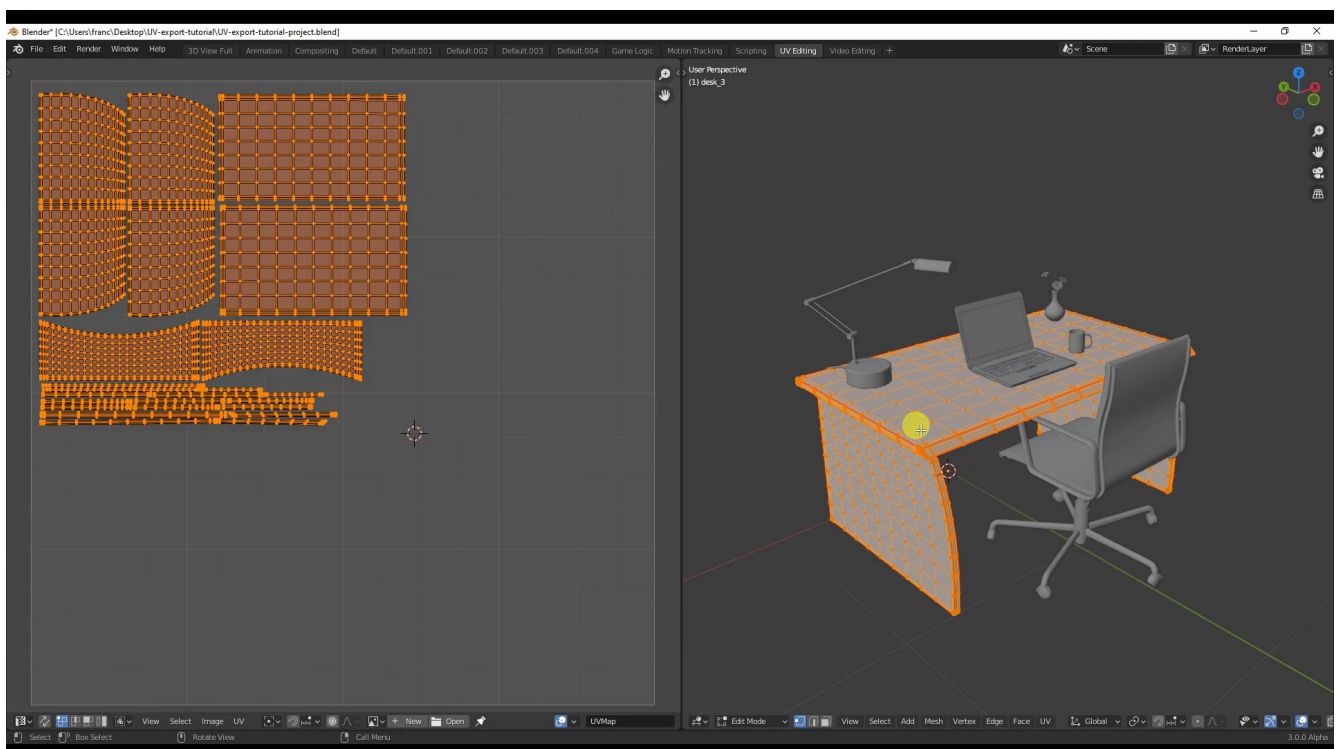 Blender* [C:\Users\franc\Desktop\UV-export-tutorial\UV-export-tutorial-project.blend]
File Edit Render Window Help 3D View Full Animation Compositing Default Default.001 Default.002 Default.003 Default.004 Game Logic Motion Tracking Scripting UV Editing Video Editing + Scene RenderLayer
User Perspective
(1) desk_3
Z
Y
X
View Select Image UV + New Open UVMap
Edit Mode View Select Add Mesh Vertex Edge Face UV Global
Select Box Select Rotate View Call Menu 3.0.0 Alpha